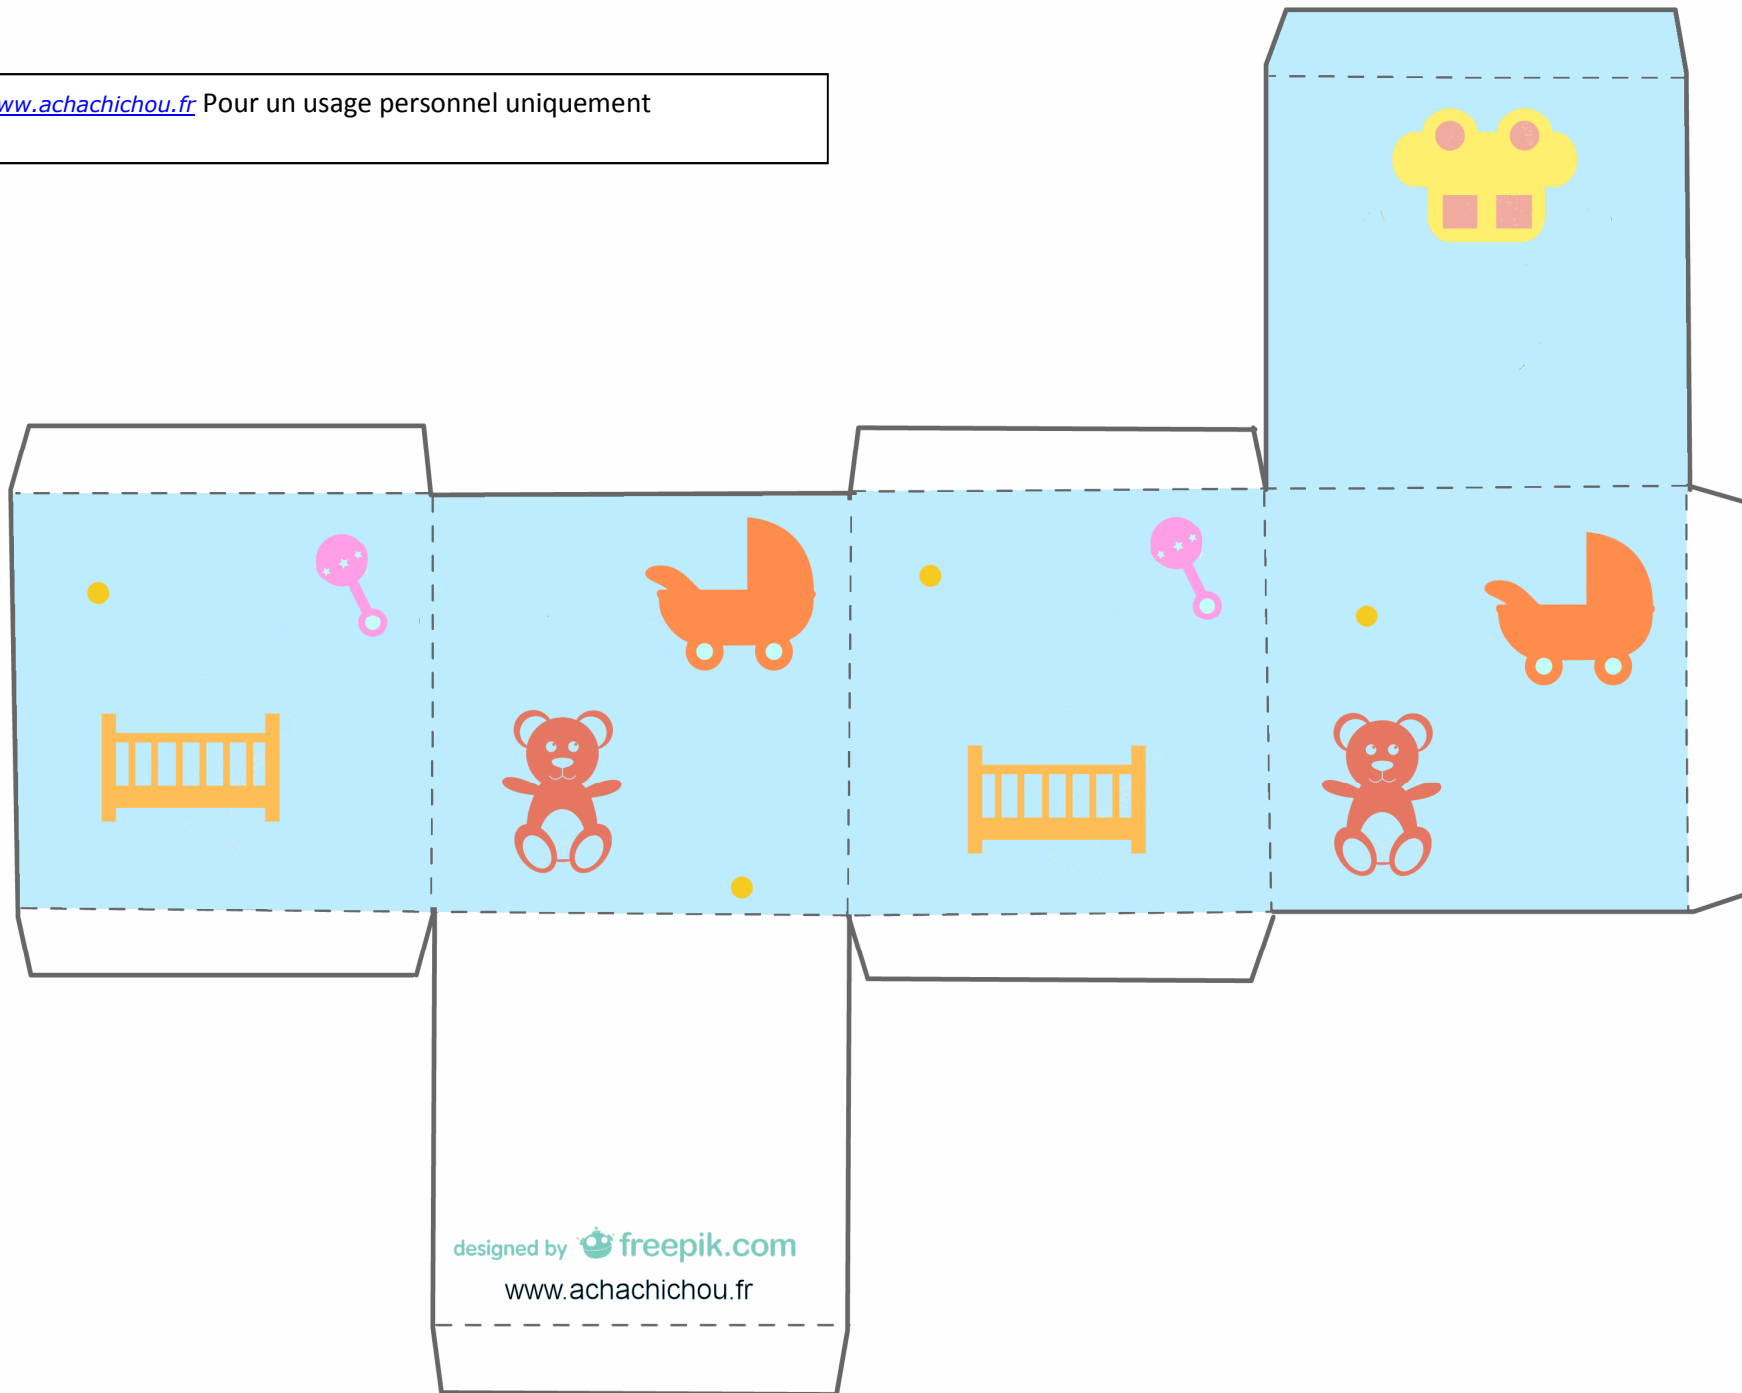 ww.achachichou.fr Pour un usage personnel uniquement
designed by freepik.com
www.achachichou.fr